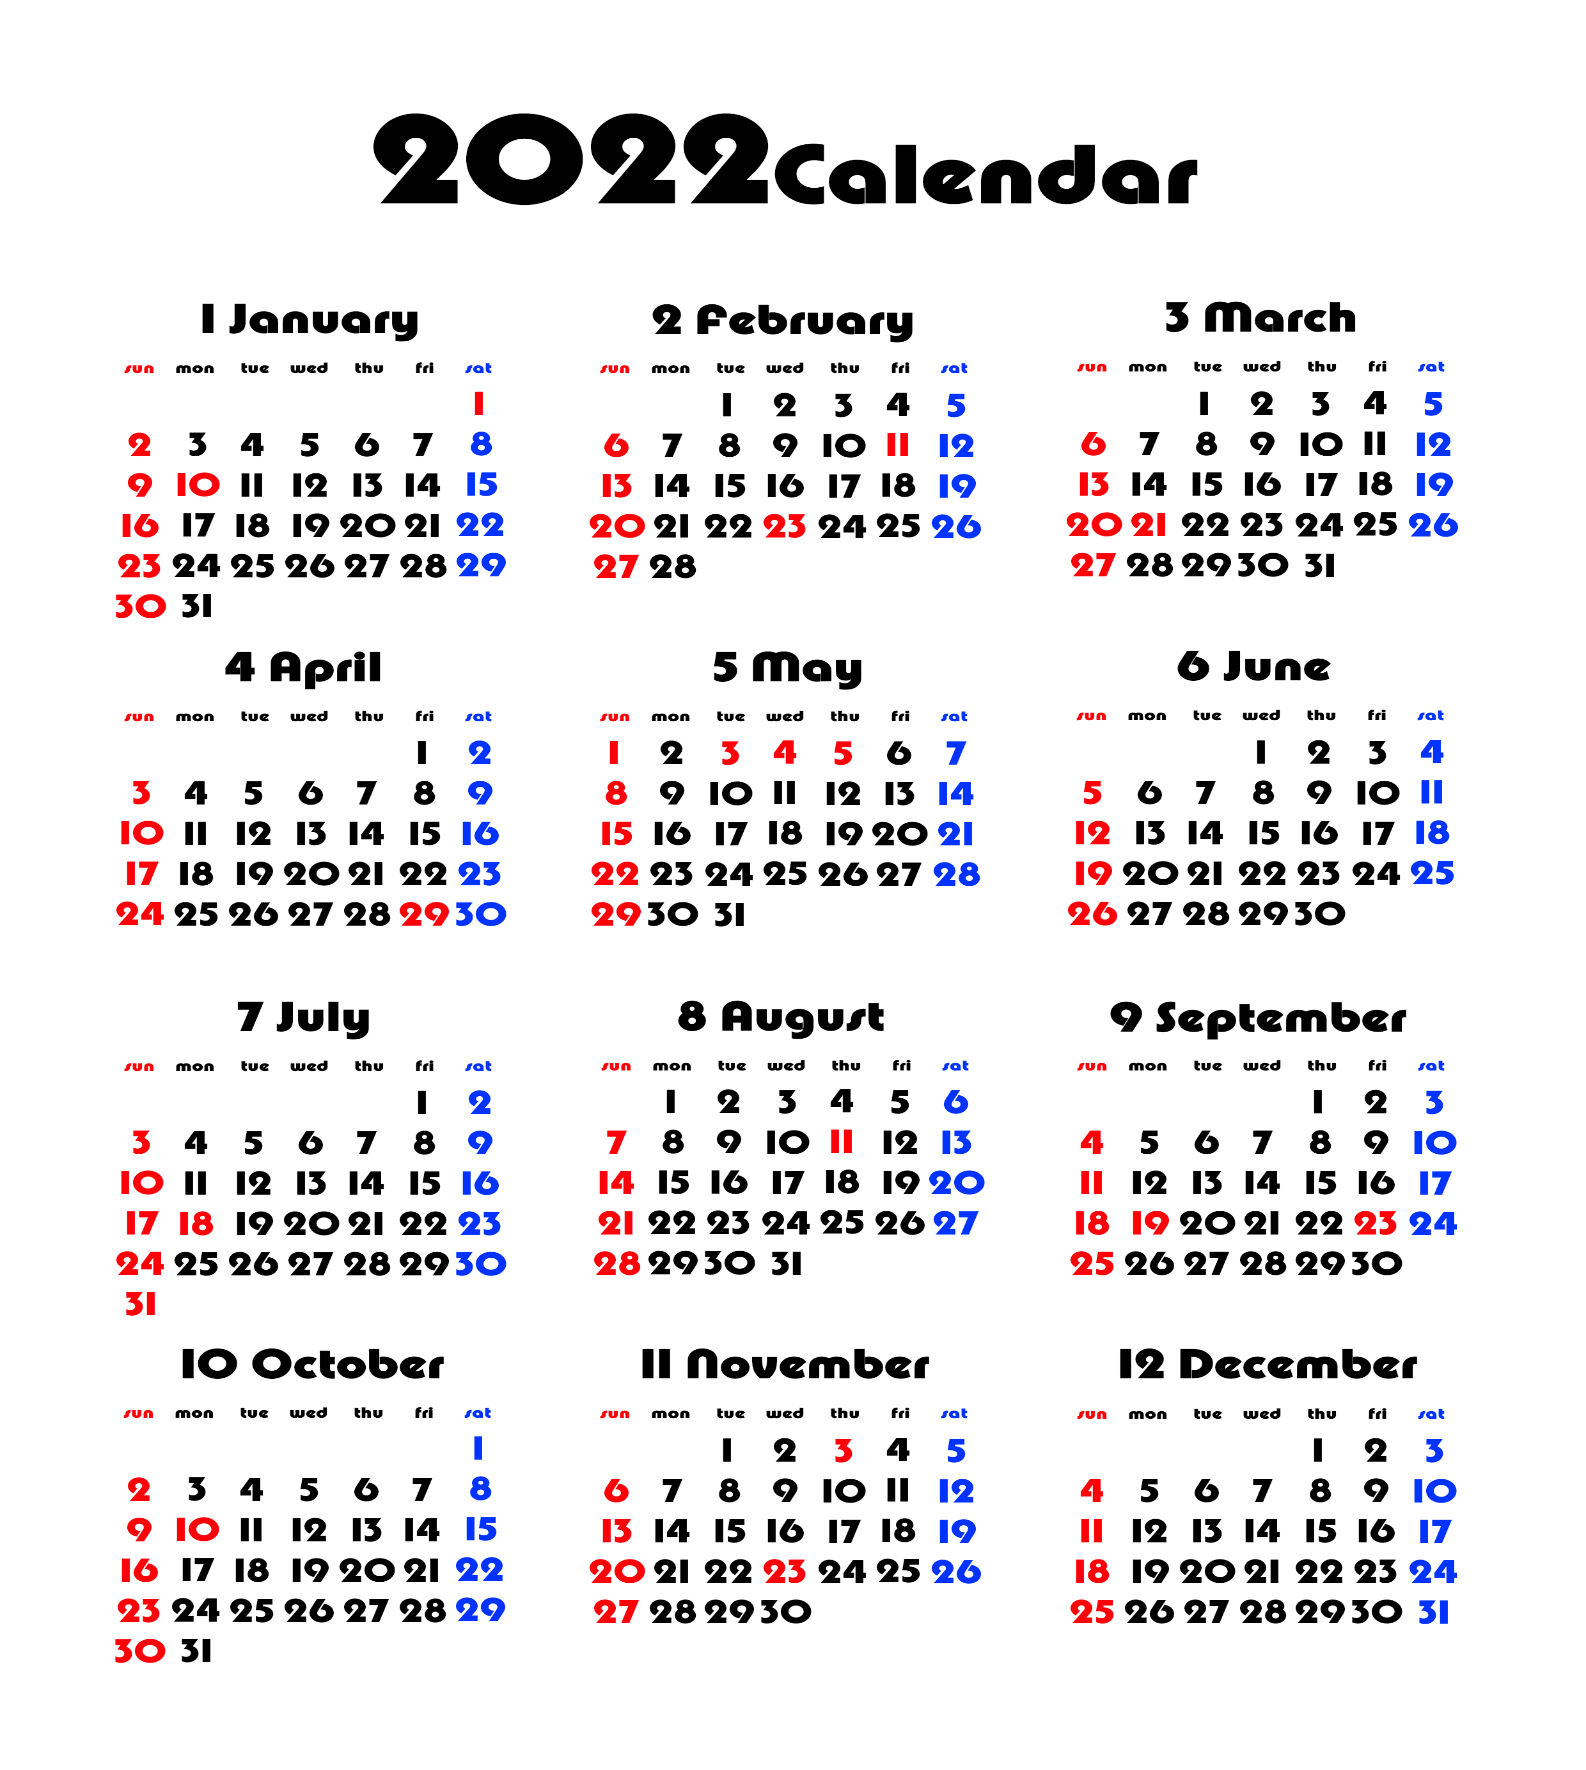 2022 Calendar
1 January
sun mon tue wed thu fri sat
1
2 3 4 5 6 7 8
9 10 11 12 13 14 15
16 17 18 19 20 21 22
23 24 25 26 27 28 29
30 31
2 February
sun mon tue wed thu fri sat
1 2 3 4 5
6 7 8 9 10 11 12
13 14 15 16 17 18 19
20 21 22 23 24 25 26
27 28
3 March
sun mon tue wed thu fri sat
1 2 3 4 5
6 7 8 9 10 11 12
13 14 15 16 17 18 19
20 21 22 23 24 25 26
27 28 29 30 31
4 April
sun mon tue wed thu fri sat
1 2
3 4 5 6 7 8 9
10 11 12 13 14 15 16
17 18 19 20 21 22 23
24 25 26 27 28 29 30
5 May
sun mon tue wed thu fri sat
1 2 3 4 5 6 7
8 9 10 11 12 13 14
15 16 17 18 19 20 21
22 23 24 25 26 27 28
29 30 31
6 June
sun mon tue wed thu fri sat
1 2 3 4
5 6 7 8 9 10 11
12 13 14 15 16 17 18
19 20 21 22 23 24 25
26 27 28 29 30
7 July
sun mon tue wed thu fri sat
1 2
3 4 5 6 7 8 9
10 11 12 13 14 15 16
17 18 19 20 21 22 23
24 25 26 27 28 29 30
31
8 August
sun mon tue wed thu fri sat
1 2 3 4 5 6
7 8 9 10 11 12 13
14 15 16 17 18 19 20
21 22 23 24 25 26 27
28 29 30 31
9 September
sun mon tue wed thu fri sat
1 2 3
4 5 6 7 8 9 10
11 12 13 14 15 16 17
18 19 20 21 22 23 24
25 26 27 28 29 30
10 October
sun mon tue wed thu fri sat
1
2 3 4 5 6 7 8
9 10 11 12 13 14 15
16 17 18 19 20 21 22
23 24 25 26 27 28 29
30 31
11 November
sun mon tue wed thu fri sat
1 2 3 4 5
6 7 8 9 10 11 12
13 14 15 16 17 18 19
20 21 22 23 24 25 26
27 28 29 30
12 December
sun mon tue wed thu fri sat
1 2 3
4 5 6 7 8 9 10
11 12 13 14 15 16 17
18 19 20 21 22 23 24
25 26 27 28 29 30 31